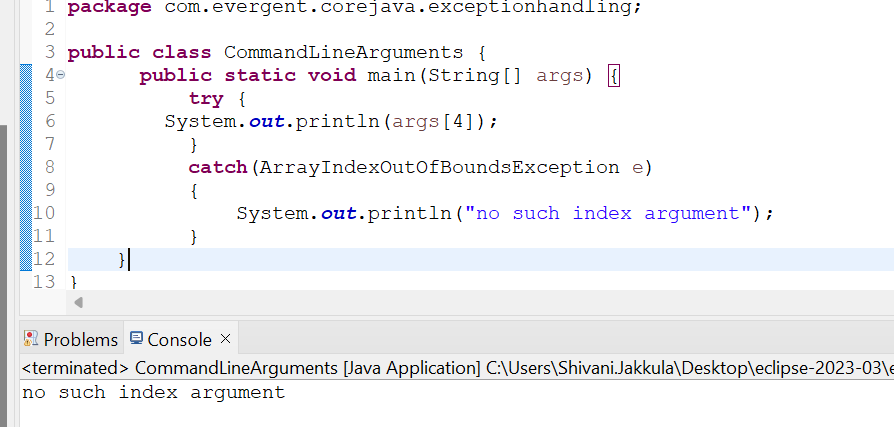 1 package com.evergent.corejava.exceptionhandling;
2
3 public class CommandLineArguments {
4 public static void main(String[] args) {
5 try {
6 System.out.println(args[4]);
7 }
8 catch(ArrayIndexOutOfBoundsException e)
9 {
10 System.out.println("no such index argument");
11 }
12 }
13 }
Problems Console ×
<terminated> CommandLineArguments [Java Application] C:\Users\Shivani.Jakkula\Desktop\eclipse-2023-03\e
no such index argument